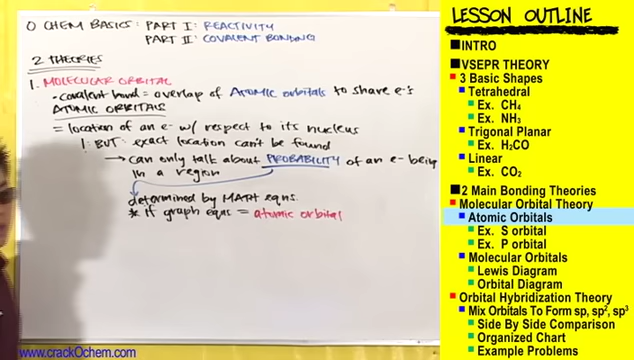 O CHEM BASICS: PART I: REACTIVITY
PART II: COVALENT BONDING
2 THEORIES
1. MOLECULAR ORBITAL
- covalent bond = overlap of Atomic orbitals to share e-'s
ATOMIC ORBITALS
= location of an e- w/ respect to its nucleus
BUT: exact location can't be found
→ can only talk about PROBABILITY of an e- being
in a region
determined by MATH eqns.
* If graph eqns = atomic orbital
www.crackOchem.com
LESSON OUTLINE
INTRO
VSEPR THEORY
3 Basic Shapes
Tetrahedral
Ex. CH₄
Ex. NH₃
Trigonal Planar
Ex. H₂CO
Linear
Ex. CO₂
2 Main Bonding Theories
Molecular Orbital Theory
Atomic Orbitals
Ex. S orbital
Ex. P orbital
Molecular Orbitals
Lewis Diagram
Orbital Diagram
Orbital Hybridization Theory
Mix Orbitals To Form sp, sp², sp³
Side By Side Comparison
Organized Chart
Example Problems